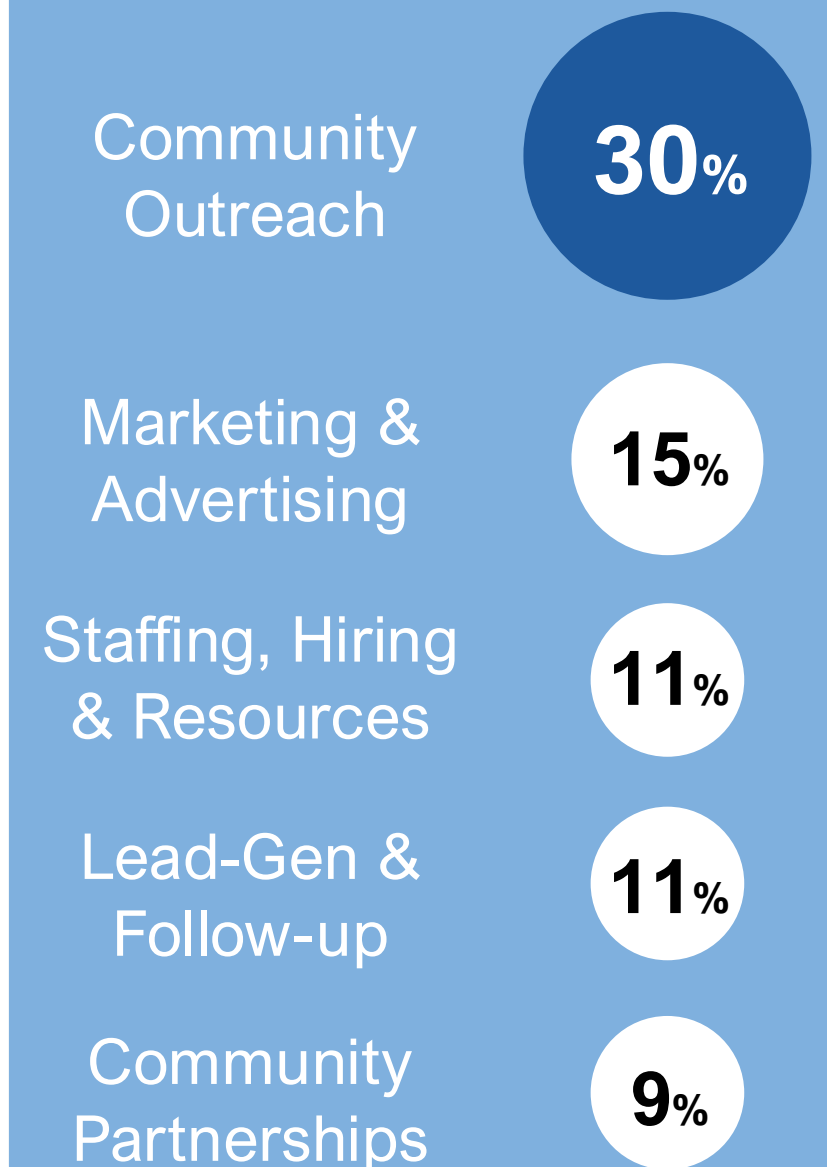 Community
Outreach
30%
Marketing &
Advertising
15%
Staffing, Hiring
& Resources
11%
Lead-Gen &
Follow-up
11%
Community
Partnerships
9%